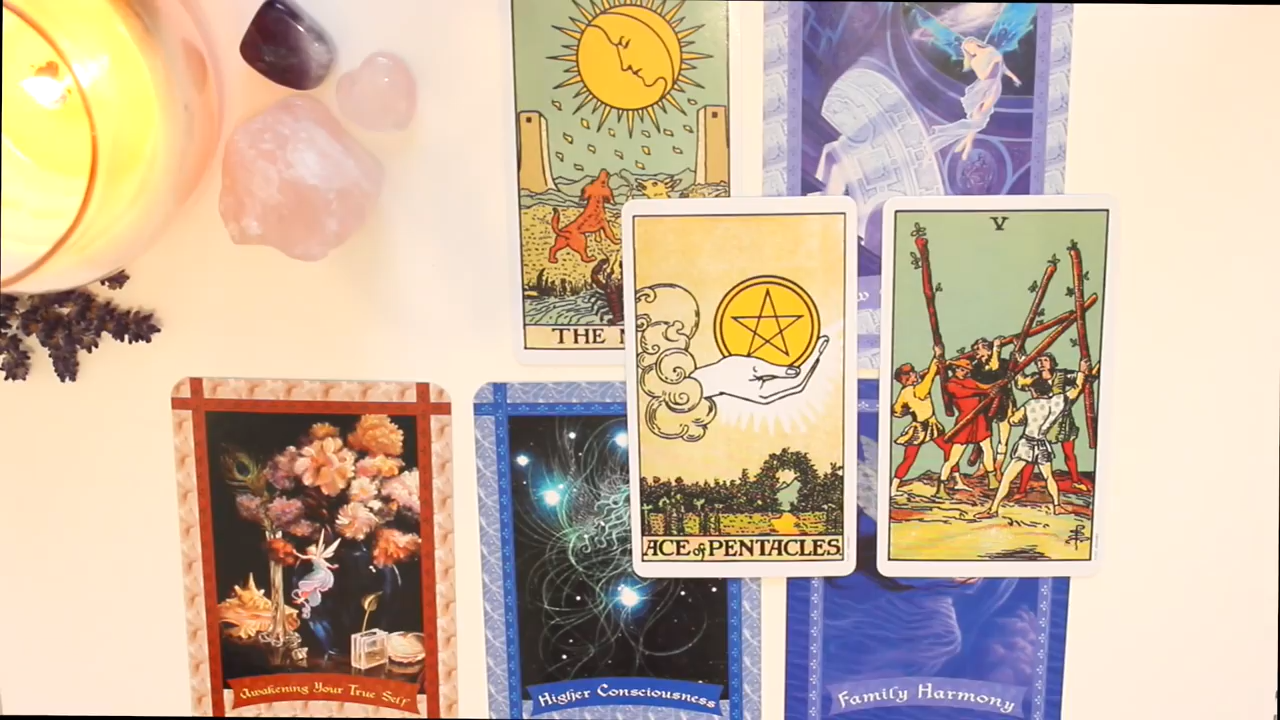 V
THE
ACE of PENTACLES.
Awakening Your True Self
Higher Consciousness
Family Harmony